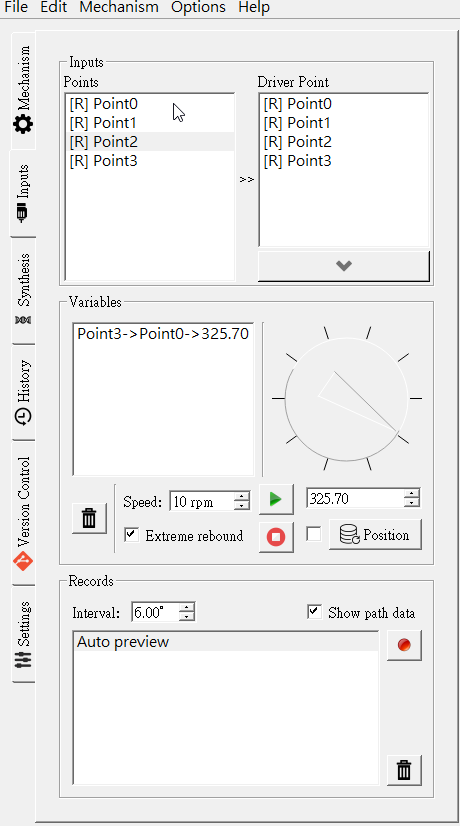 File Edit Mechanism Options Help
Mechanism
Inputs
Synthesis
History
Version Control
Settings
Inputs
Points
[R] Point0
[R] Point1
[R] Point2
[R] Point3
>>
Driver Point
[R] Point0
[R] Point1
[R] Point2
[R] Point3
Variables
Point3->Point0->325.70
Speed: 10 rpm
325.70
Extreme rebound
Position
Records
Interval: 6.00°
Show path data
Auto preview